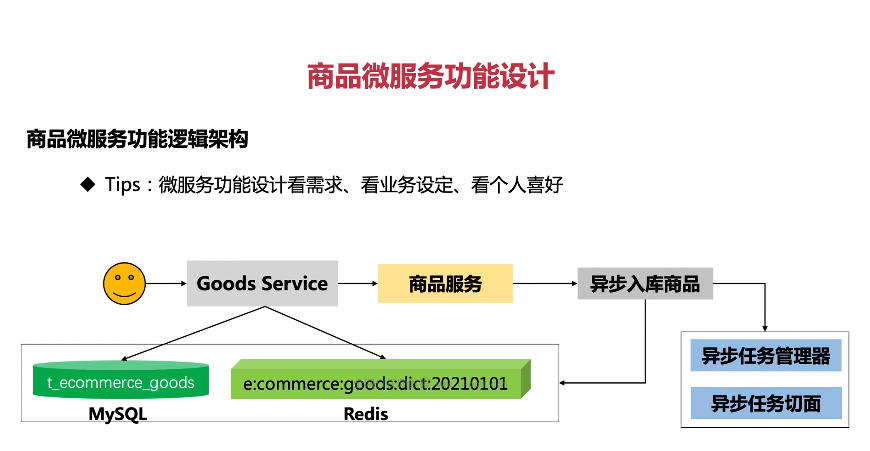 商品微服务功能设计
商品微服务功能逻辑架构
◆ Tips：微服务功能设计看需求、看业务设定、看个人喜好
Goods Service
商品服务
异步入库商品
t_ecommerce_goods
MySQL
e:commerce:goods:dict:20210101
Redis
异步任务管理器
异步任务切面